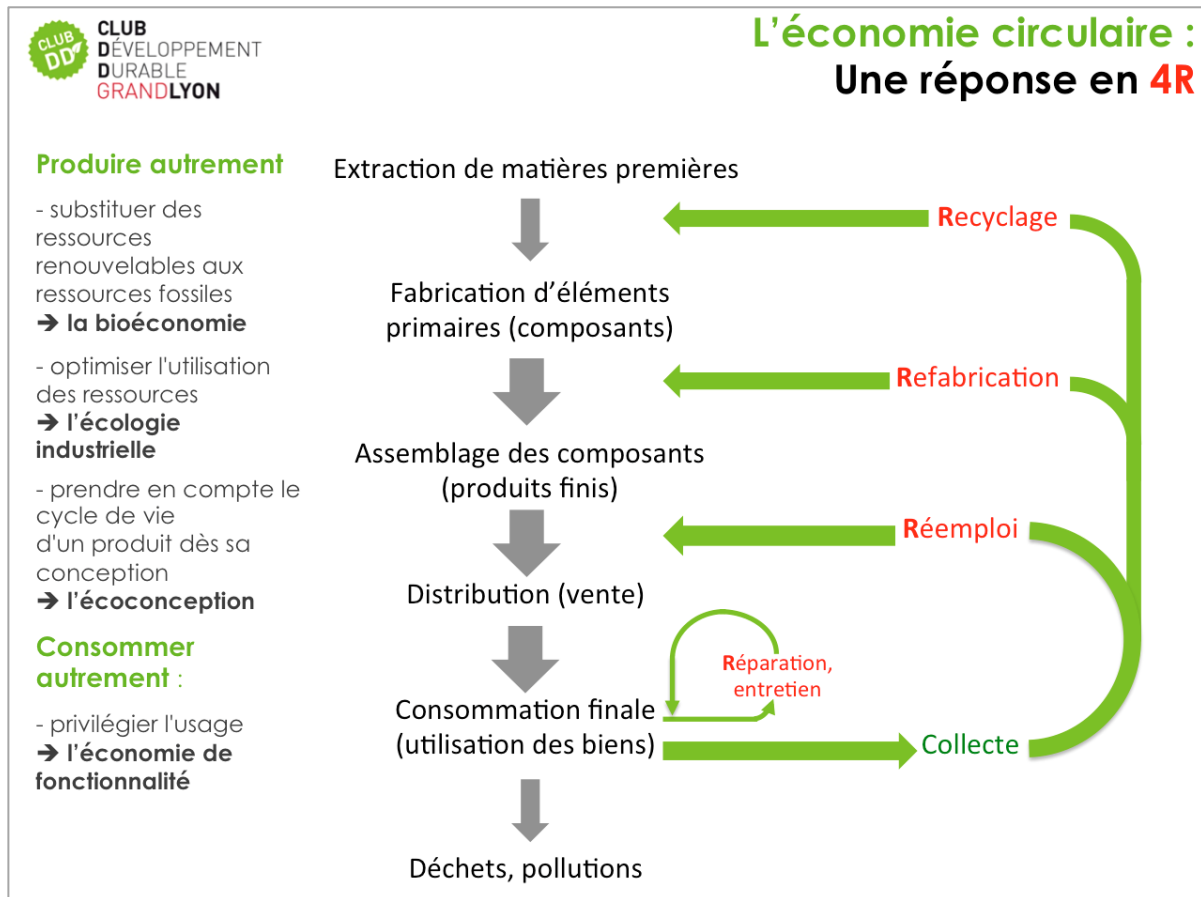 CLUB DD
CLUB
DÉVELOPPEMENT
DURABLE
GRANDLYON
L'économie circulaire :
Une réponse en 4R
Produire autrement
- substituer des
ressources
renouvelables aux
ressources fossiles
➔ la bioéconomie
- optimiser l'utilisation
des ressources
➔ l'écologie
industrielle
- prendre en compte le
cycle de vie
d'un produit dès sa
conception
➔ l'écoconception
Consommer
autrement :
- privilégier l'usage
➔ l'économie de
fonctionnalité
Extraction de matières premières
Recyclage
Fabrication d'éléments
primaires (composants)
Refabrication
Assemblage des composants
(produits finis)
Réemploi
Distribution (vente)
Réparation,
entretien
Consommation finale
(utilisation des biens)
Collecte
Déchets, pollutions